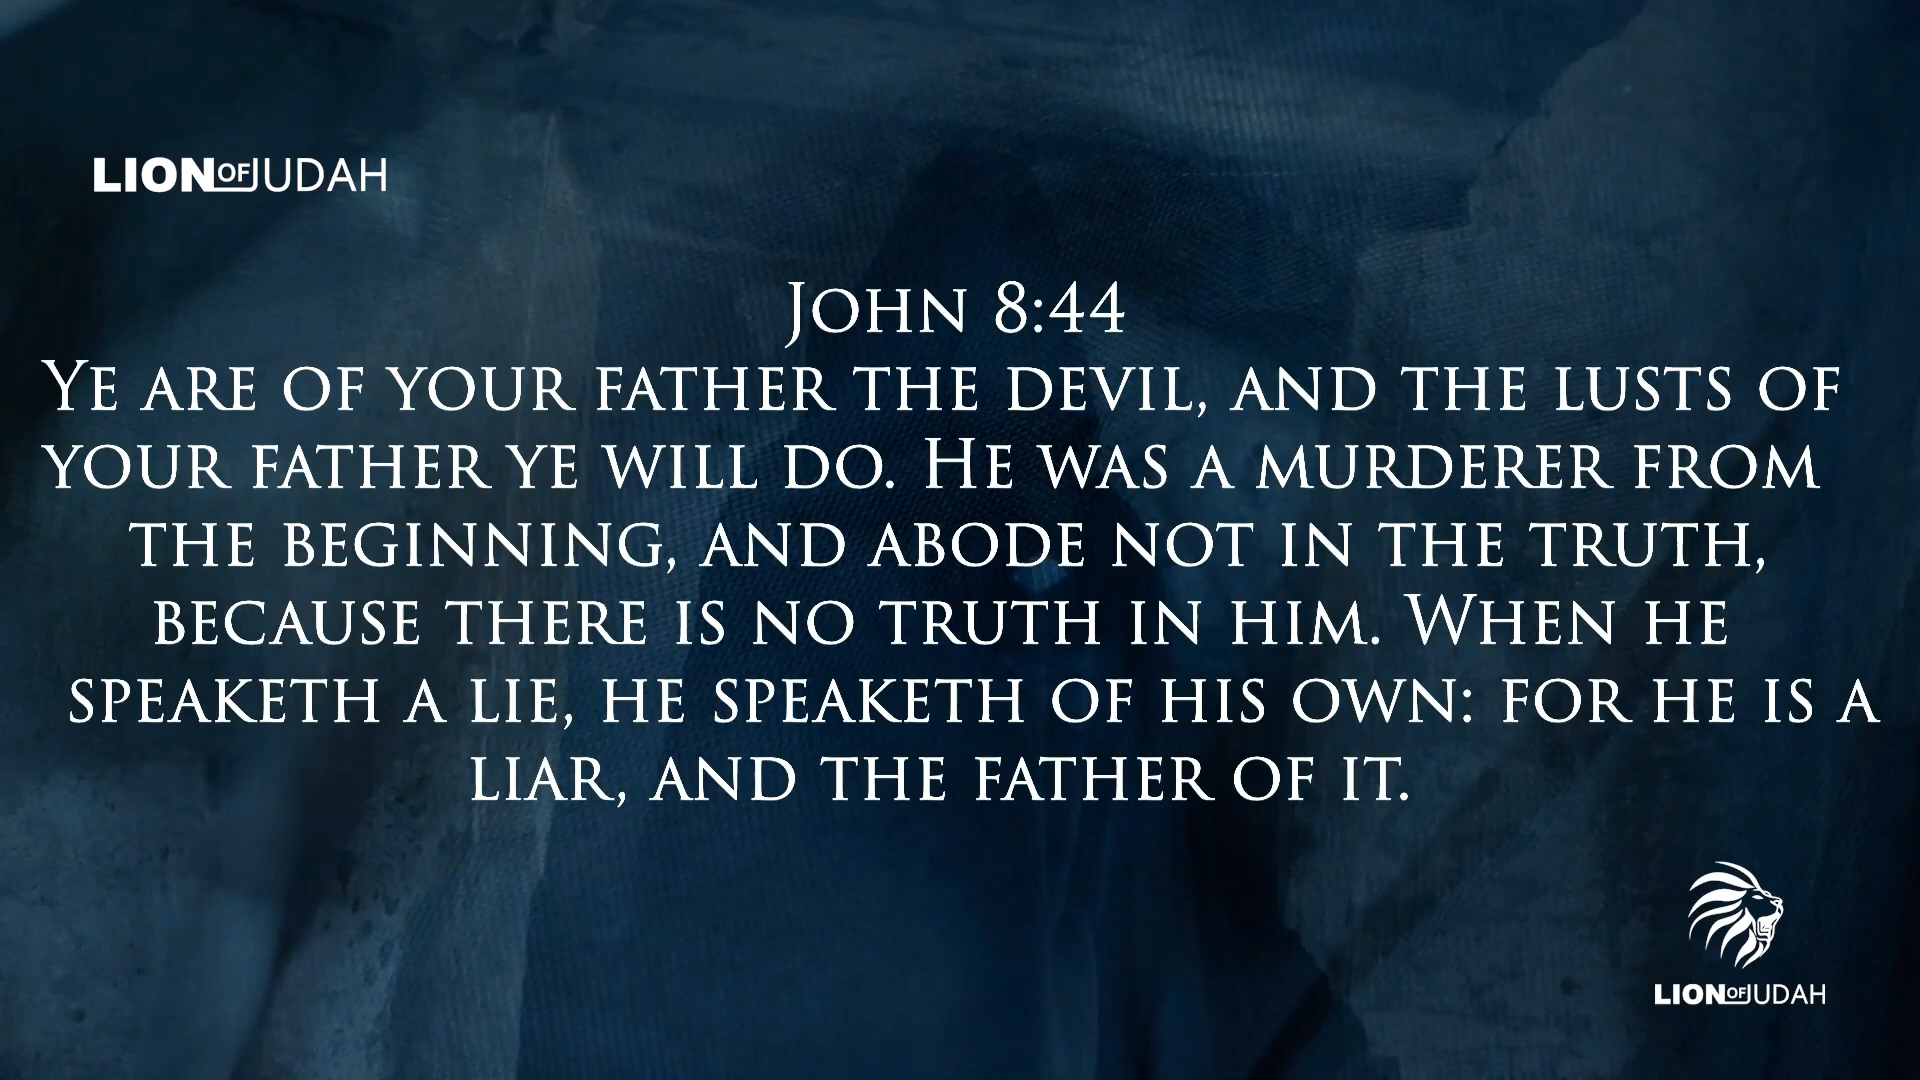 LION OF JUDAH
John 8:44
Ye are of your father the devil, and the lusts of
your father ye will do. He was a murderer from
the beginning, and abode not in the truth,
because there is no truth in him. When he
speaketh a lie, he speaketh of his own: for he is a
liar, and the father of it.
LION OF JUDAH